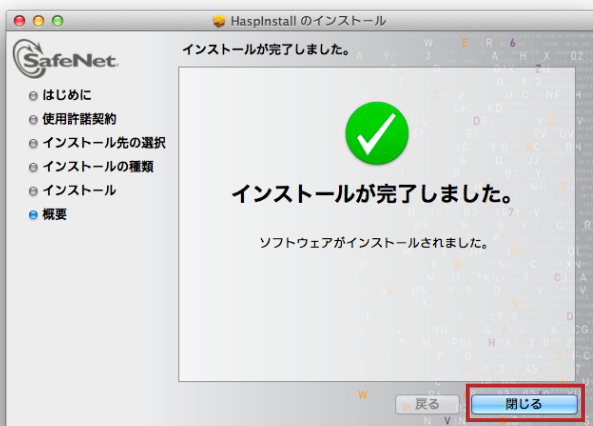 HaspInstall のインストール
SafeNet.
インストールが完了しました。
はじめに
使用許諾契約
インストール先の選択
インストールの種類
インストール
概要
インストールが完了しました。
ソフトウェアがインストールされました。
戻る
閉じる